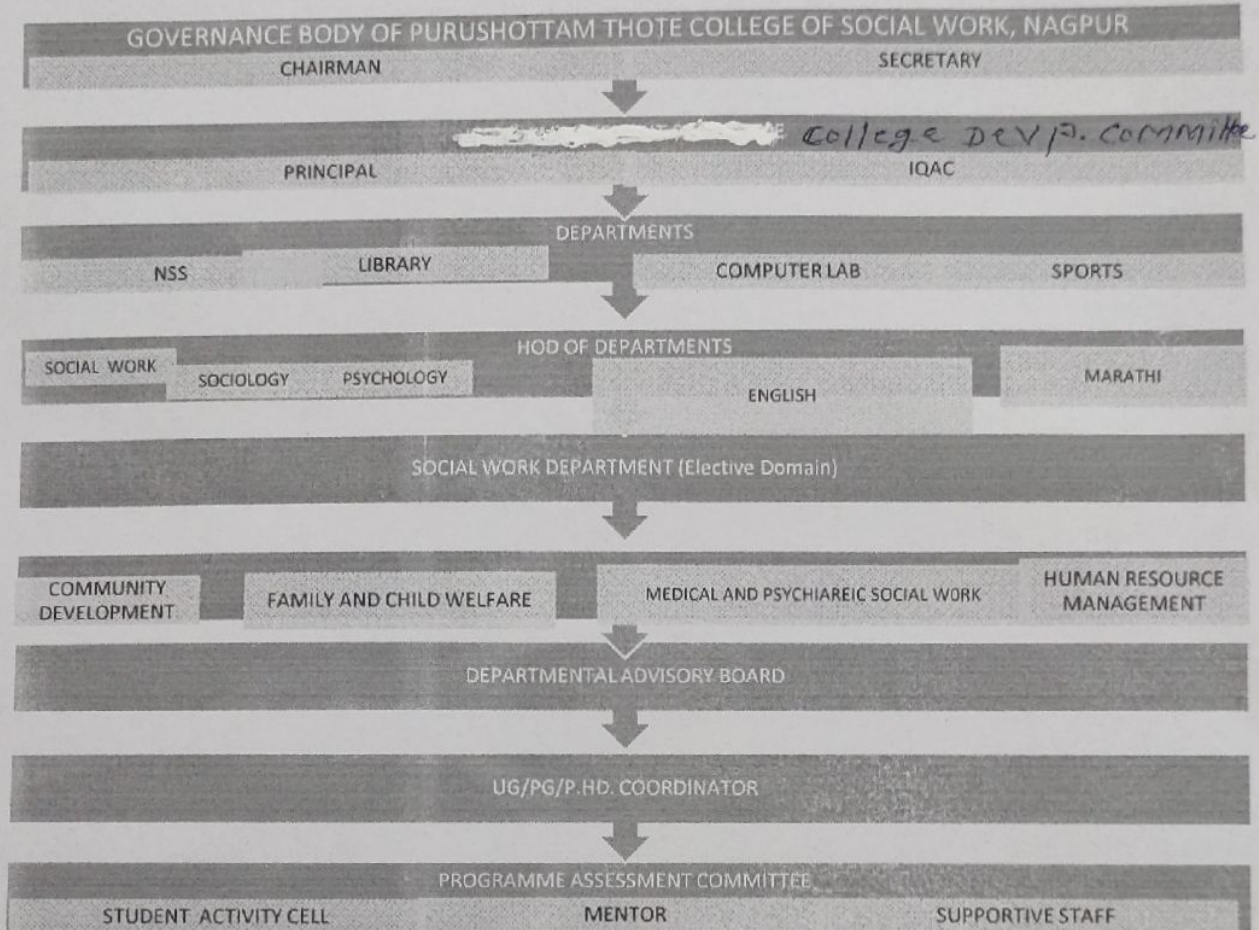 GOVERNANCE BODY OF PURUSHOTTAM THOTE COLLEGE OF SOCIAL WORK, NAGPUR
CHAIRMAN SECRETARY
College Devp. Committee
PRINCIPAL IQAC
DEPARTMENTS
NSS LIBRARY COMPUTER LAB SPORTS
HOD OF DEPARTMENTS
SOCIAL WORK SOCIOLOGY PSYCHOLOGY ENGLISH MARATHI
SOCIAL WORK DEPARTMENT (Elective Domain)
COMMUNITY
DEVELOPMENT
FAMILY AND CHILD WELFARE
MEDICAL AND PSYCHIAREIC SOCIAL WORK
HUMAN RESOURCE
MANAGEMENT
DEPARTMENTAL ADVISORY BOARD
UG/PG/P.HD. COORDINATOR
PROGRAMME ASSESSMENT COMMITTEE
STUDENT ACTIVITY CELL MENTOR SUPPORTIVE STAFF